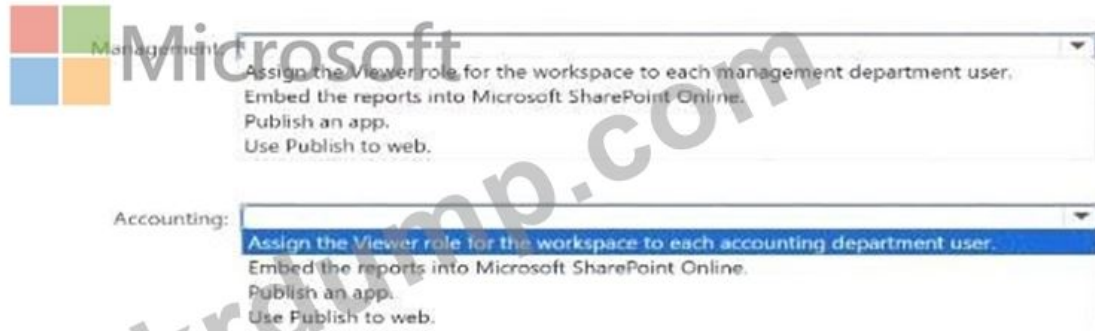 Microsoft
Management:
Assign the Viewer role for the workspace to each management department user.
Embed the reports into Microsoft SharePoint Online.
Publish an app.
Use Publish to web.
Accounting:
Assign the Viewer role for the workspace to each accounting department user.
Embed the reports into Microsoft SharePoint Online.
Publish an app.
Use Publish to web.
krdump.com